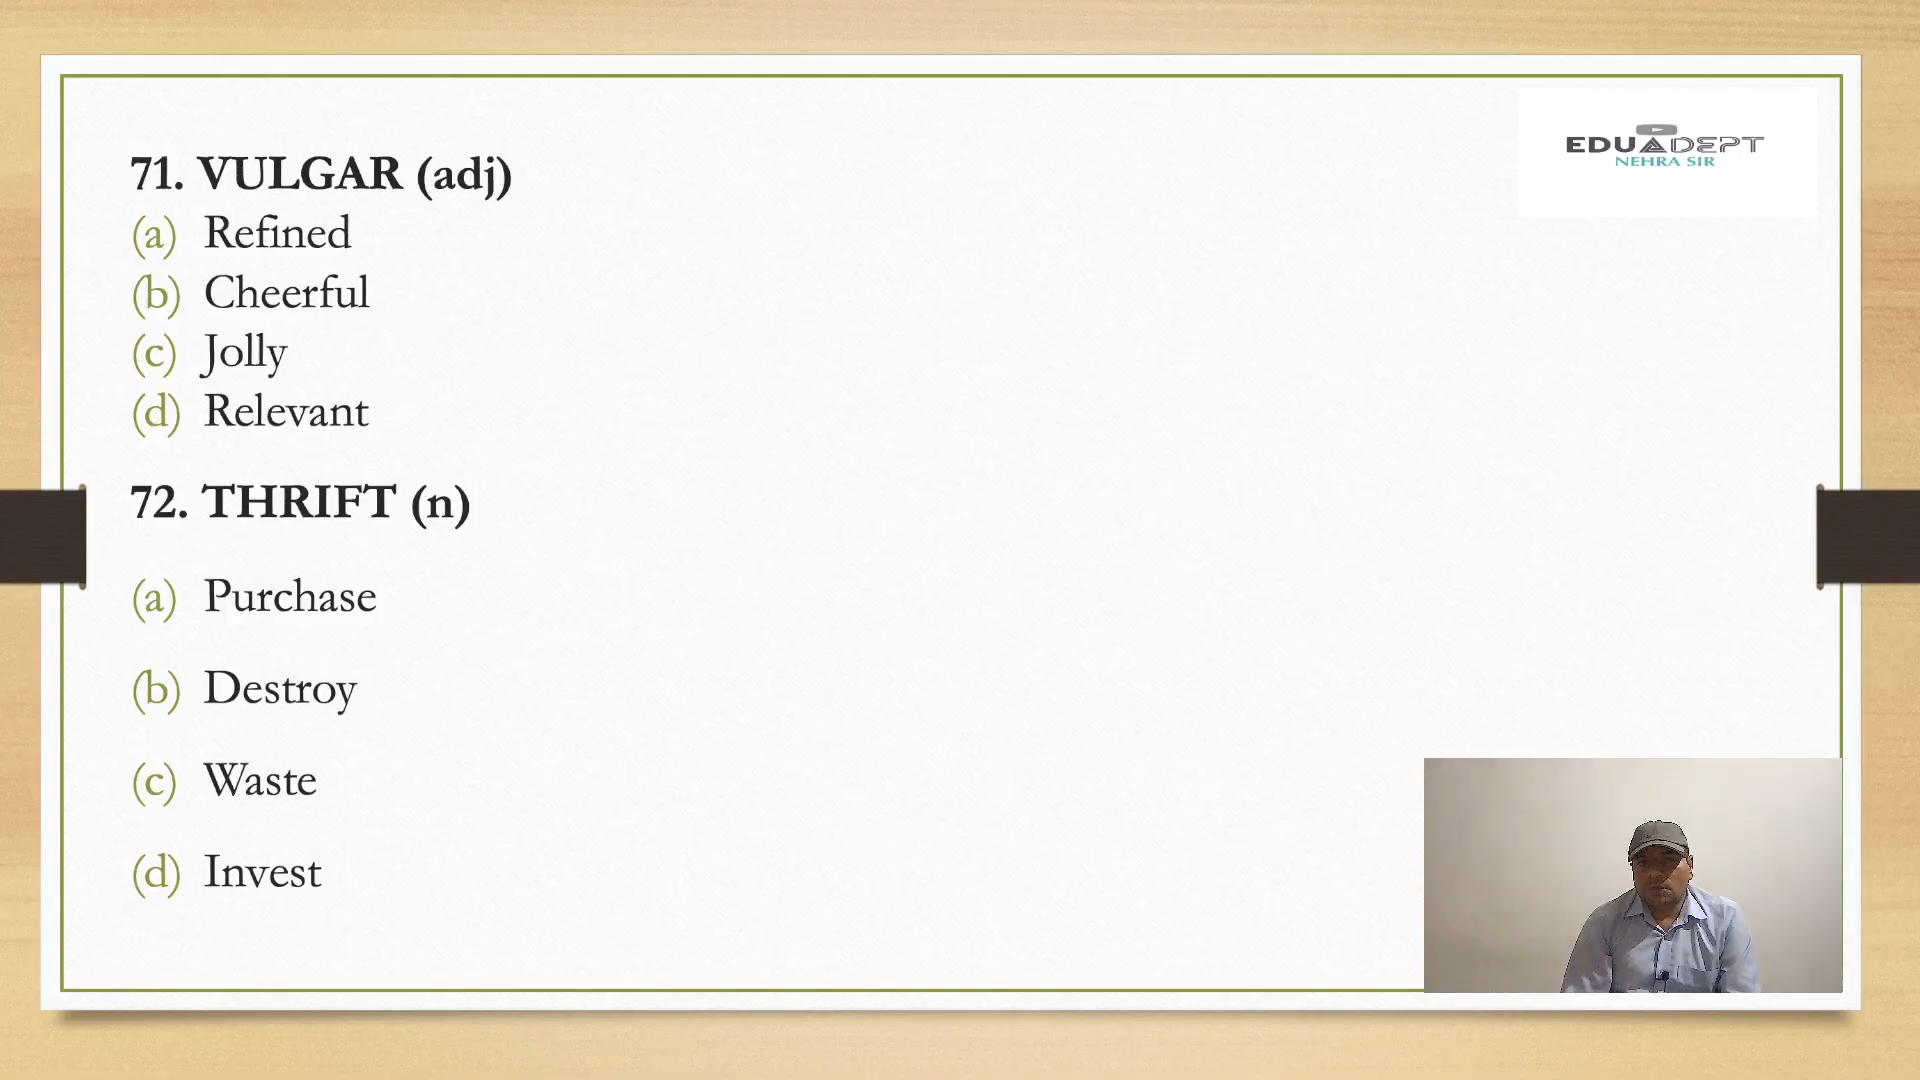 EDUADEPT
NEHRA SIR
71. VULGAR (adj)
(a) Refined
(b) Cheerful
(c) Jolly
(d) Relevant
72. THRIFT (n)
(a) Purchase
(b) Destroy
(c) Waste
(d) Invest